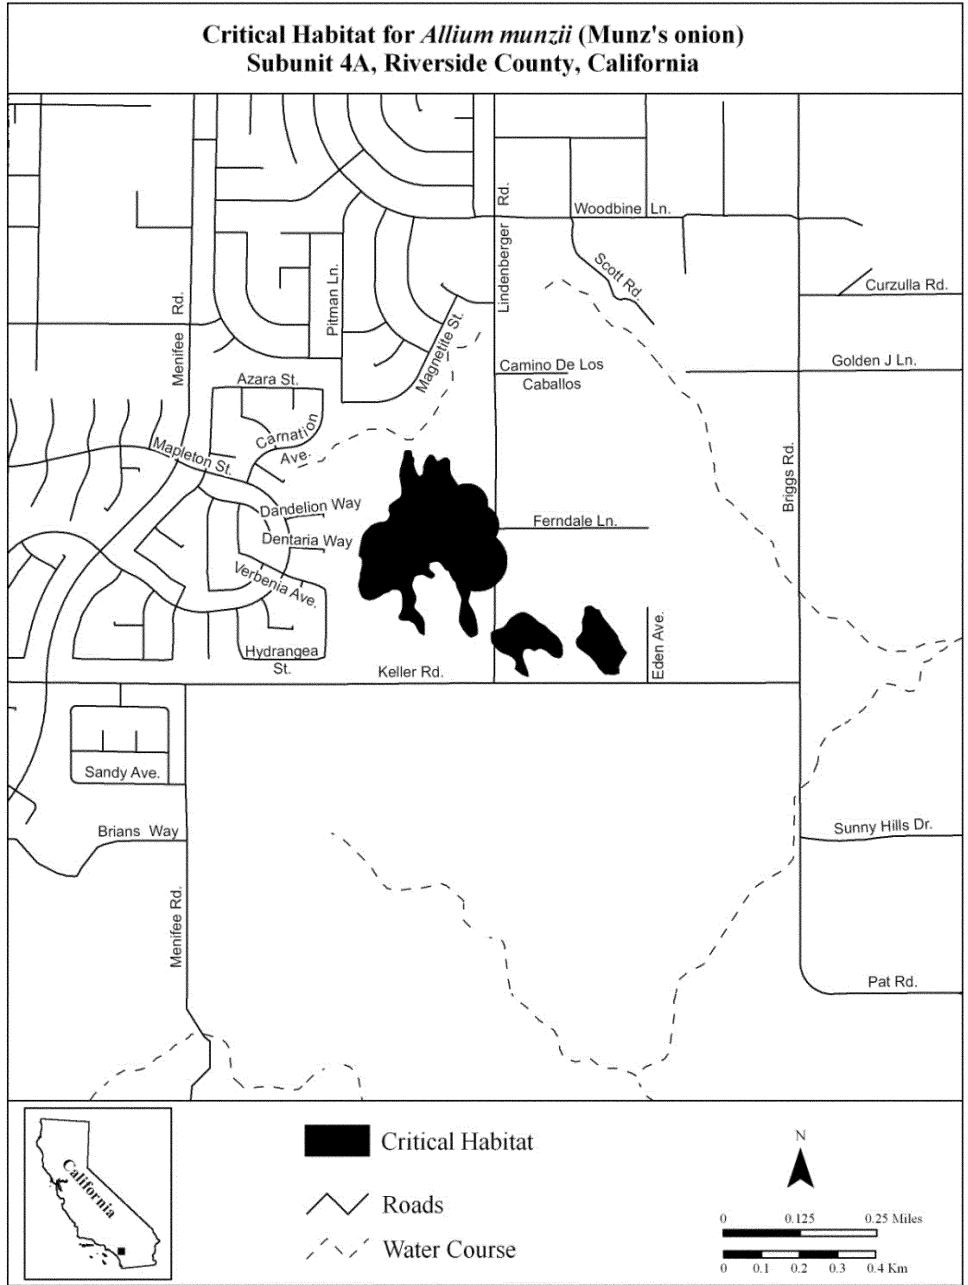 Critical Habitat for Allium munzii (Munz's onion)
Subunit 4A, Riverside County, California
Woodbine Ln.
Lindenberger Rd.
Scott Rd.
Curzulla Rd.
Pitman Ln.
Menifee Rd.
Magnetite St.
Camino De Los
Caballos
Golden J Ln.
Azara St.
Carnation
Ave.
Mapleton St.
Briggs Rd.
Dandelion Way
Ferndale Ln.
Dentaria Way
Verbenia Ave.
Eden Ave.
Hydrangea
St.
Keller Rd.
Sandy Ave.
Brians Way
Sunny Hills Dr.
Menifee Rd.
Pat Rd.
California
Critical Habitat
Roads
Water Course
N
0 0.125 0.25 Miles
0 0.1 0.2 0.3 0.4 Km